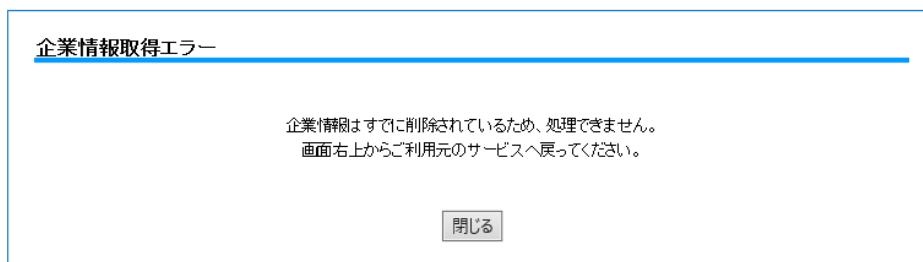 企業情報取得エラー
企業情報はすでに削除されているため、処理できません。
画面右上からご利用元のサービスへ戻ってください。
閉じる